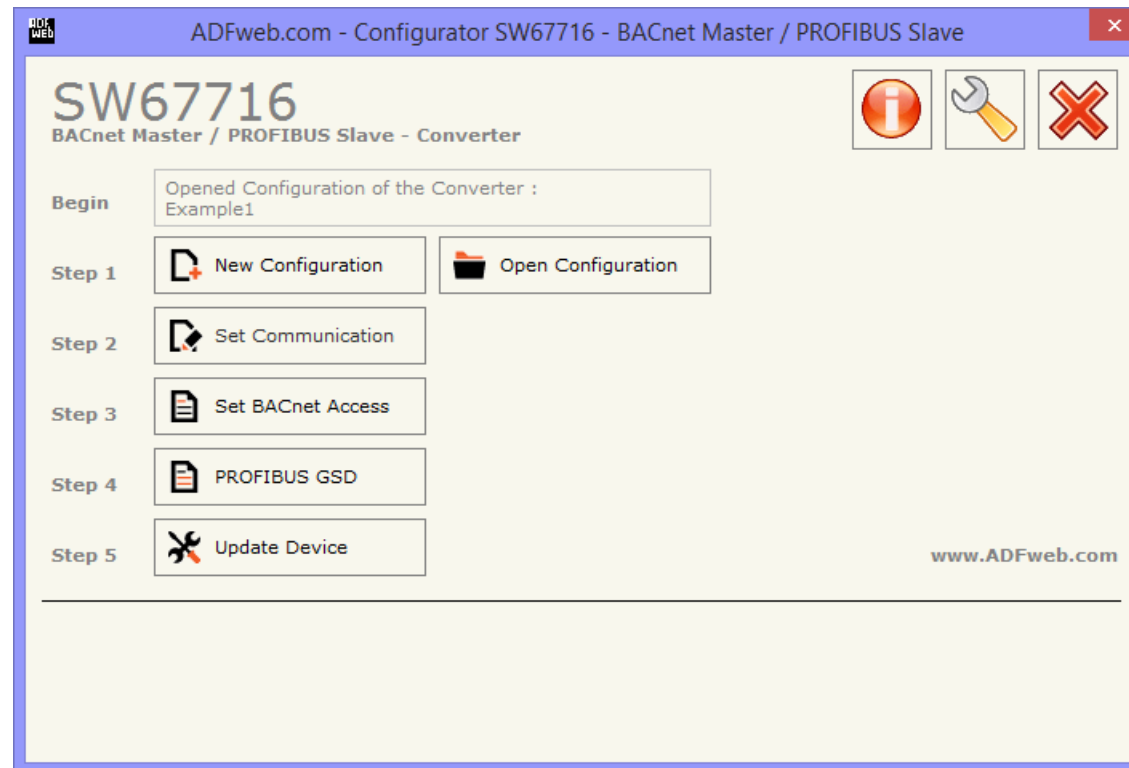 ADF
WEB
ADFweb.com - Configurator SW67716 - BACnet Master / PROFIBUS Slave
SW67716
BACnet Master / PROFIBUS Slave - Converter
Begin
Opened Configuration of the Converter :
Example1
Step 1
New Configuration
Open Configuration
Step 2
Set Communication
Step 3
Set BACnet Access
Step 4
PROFIBUS GSD
Step 5
Update Device
www.ADFweb.com